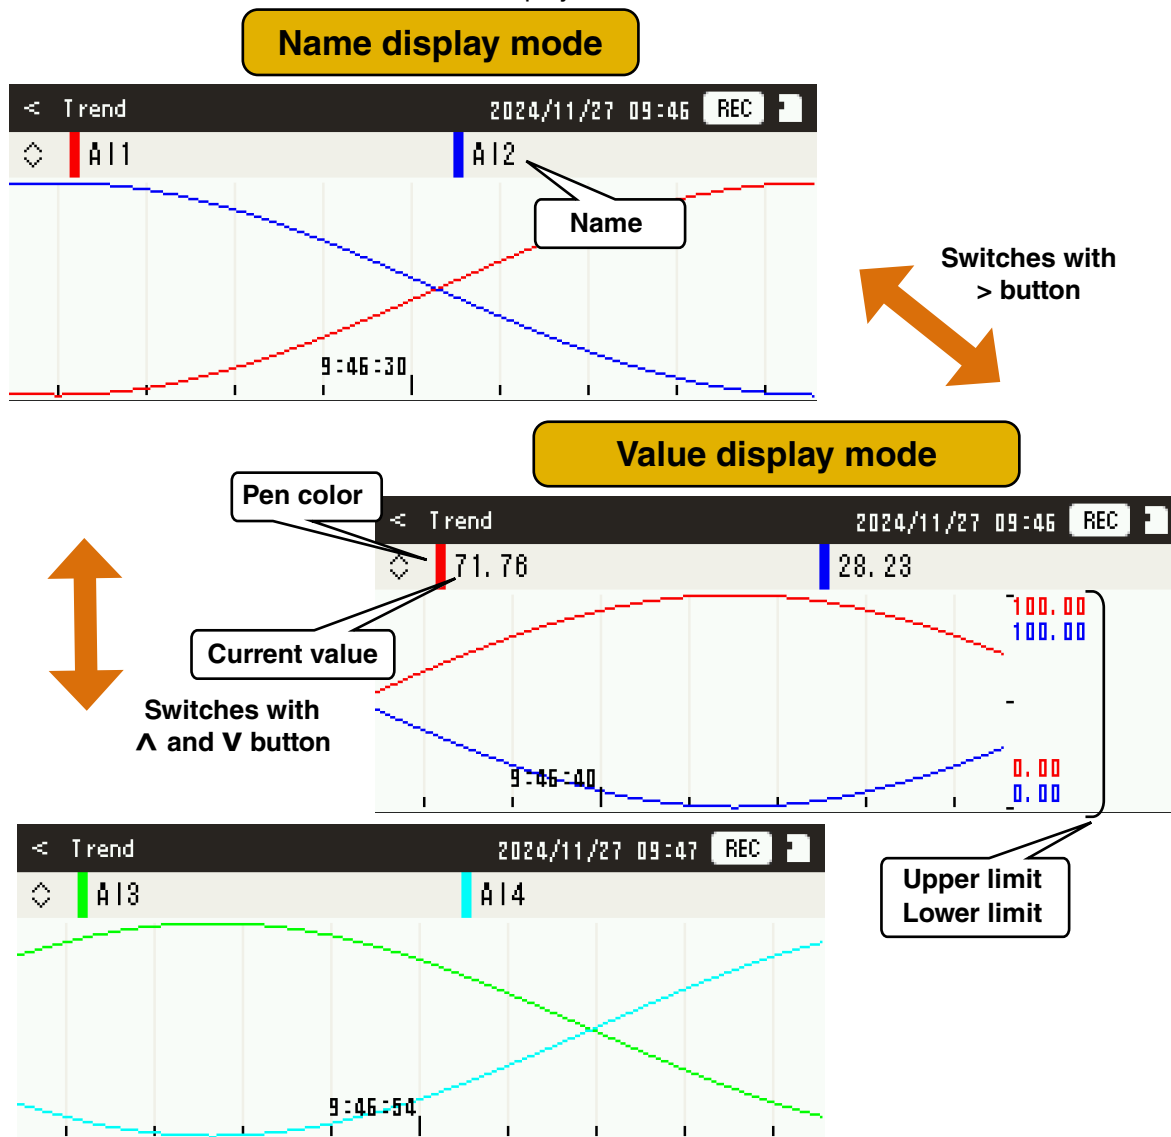 Name display mode
< Trend 2024/11/27 09:46 REC
AI1 AI2
Name
9:46:30
Switches with
> button
Value display mode
Pen color
< Trend 2024/11/27 09:46 REC
71.76 28.23
100.00
100.00
Current value
Switches with
∧ and ∨ button
9:46:40
0.00
0.00
Upper limit
Lower limit
< Trend 2024/11/27 09:47 REC
AI3 AI4
9:46:54